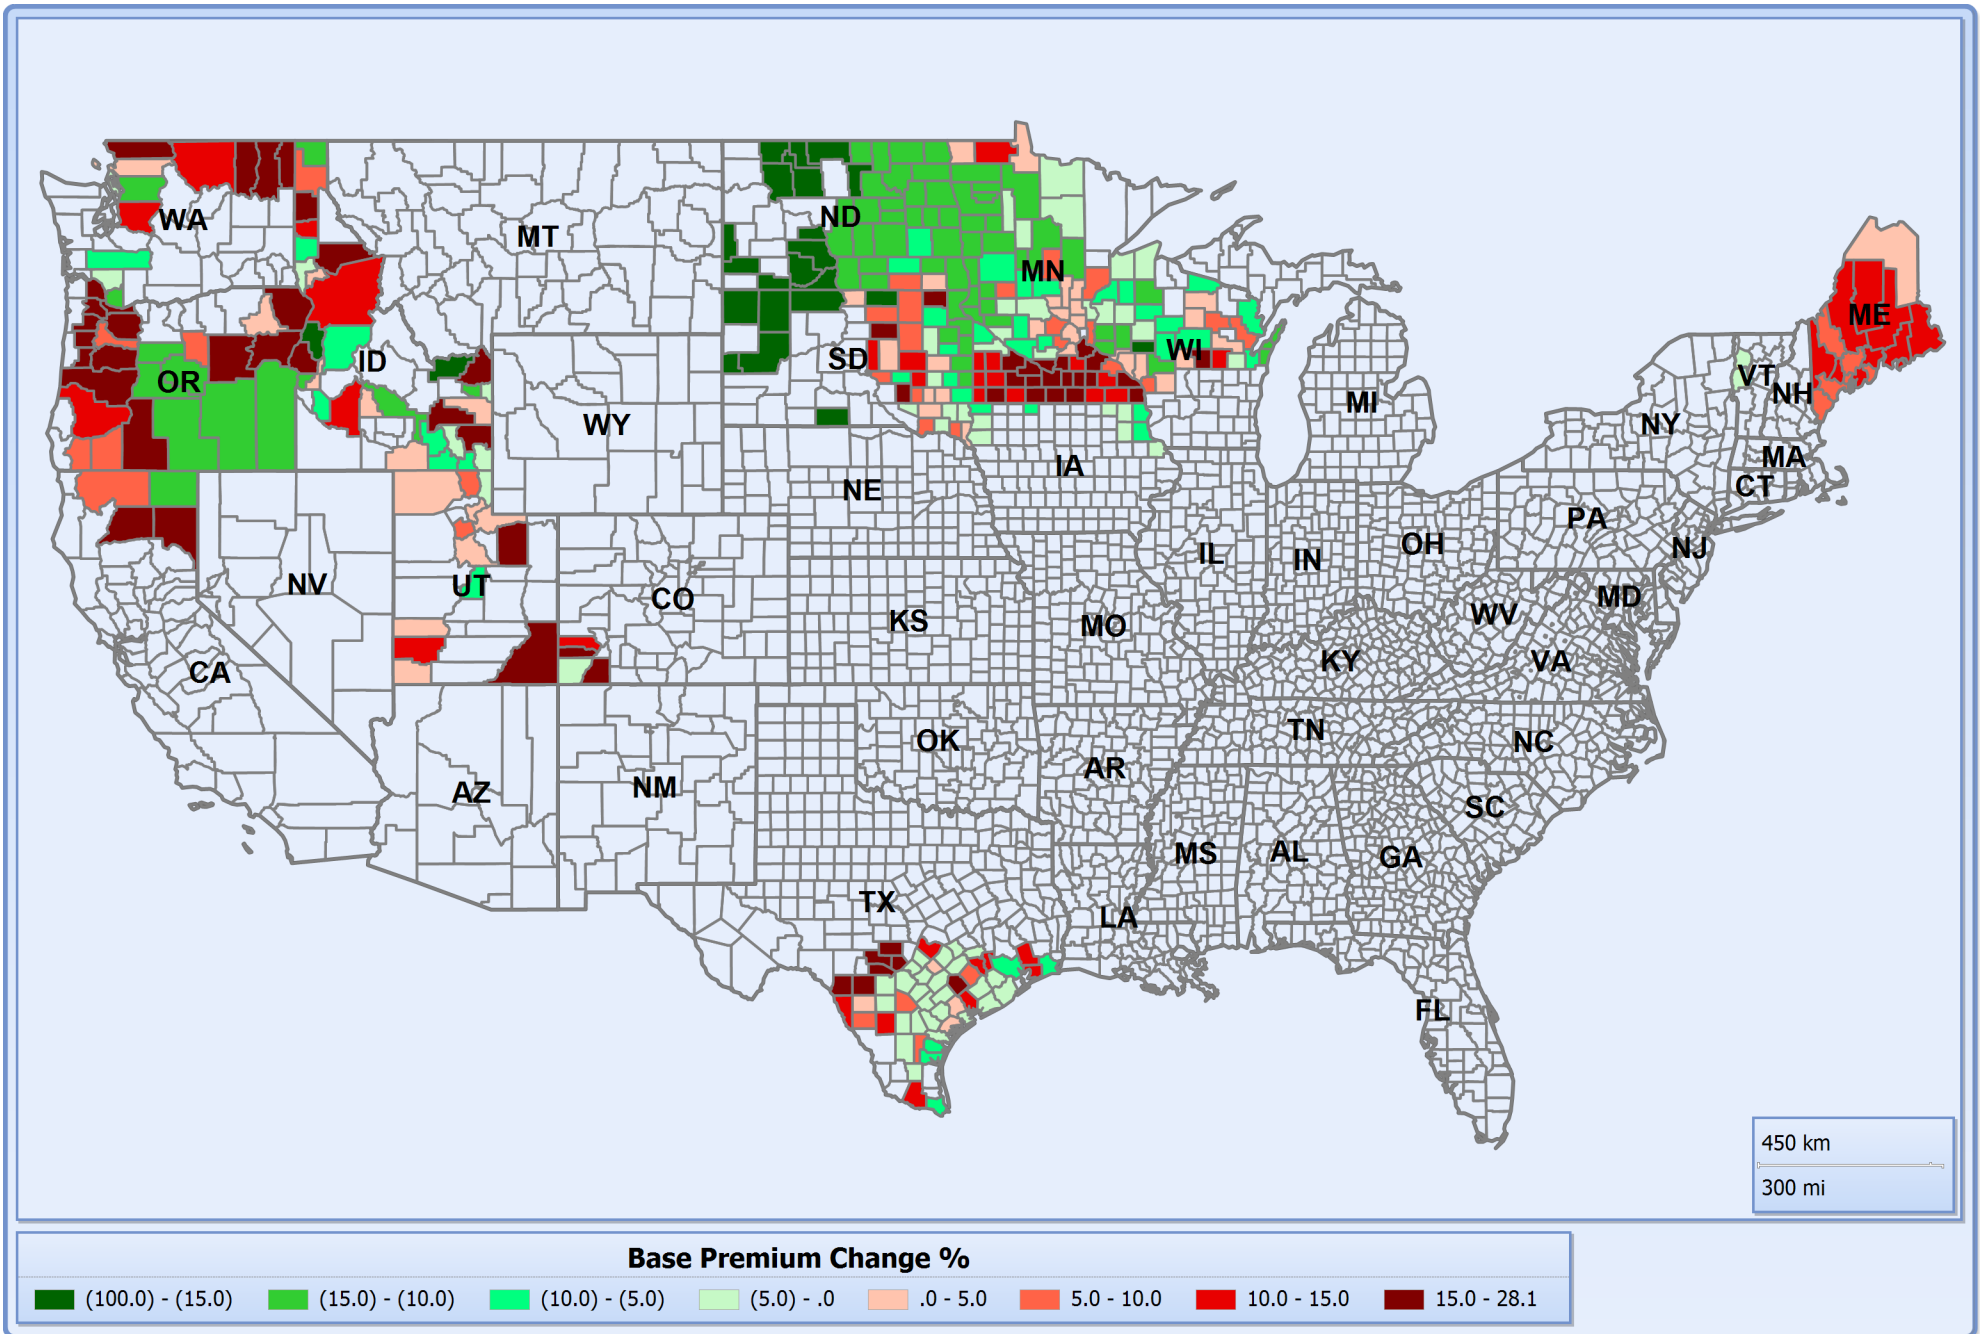 WA
MT
ND
MN
ME
OR
ID
SD
WI
VT
NH
WY
MI
NY
MA
IA
NE
CT
PA
NV
UT
CO
IL
IN
OH
NJ
KS
MO
WV
MD
CA
KY
VA
OK
TN
NC
AZ
NM
AR
SC
MS
AL
GA
TX
LA
FL
450 km
300 mi
Base Premium Change %
(100.0) - (15.0) (15.0) - (10.0) (10.0) - (5.0) (5.0) - .0 .0 - 5.0 5.0 - 10.0 10.0 - 15.0 15.0 - 28.1